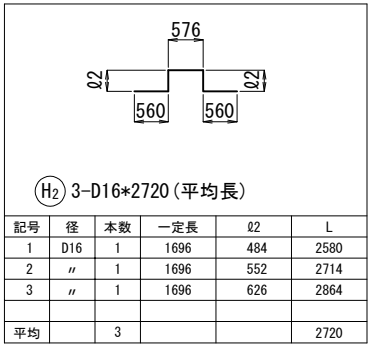 576
ℓ2 ℓ2
560 560
H2 3-D16*2720(平均長)
記号 径 本数 一定長 ℓ2 L
1 D16 1 1696 484 2580
2 〃 1 1696 552 2714
3 〃 1 1696 626 2864
平均 3 2720